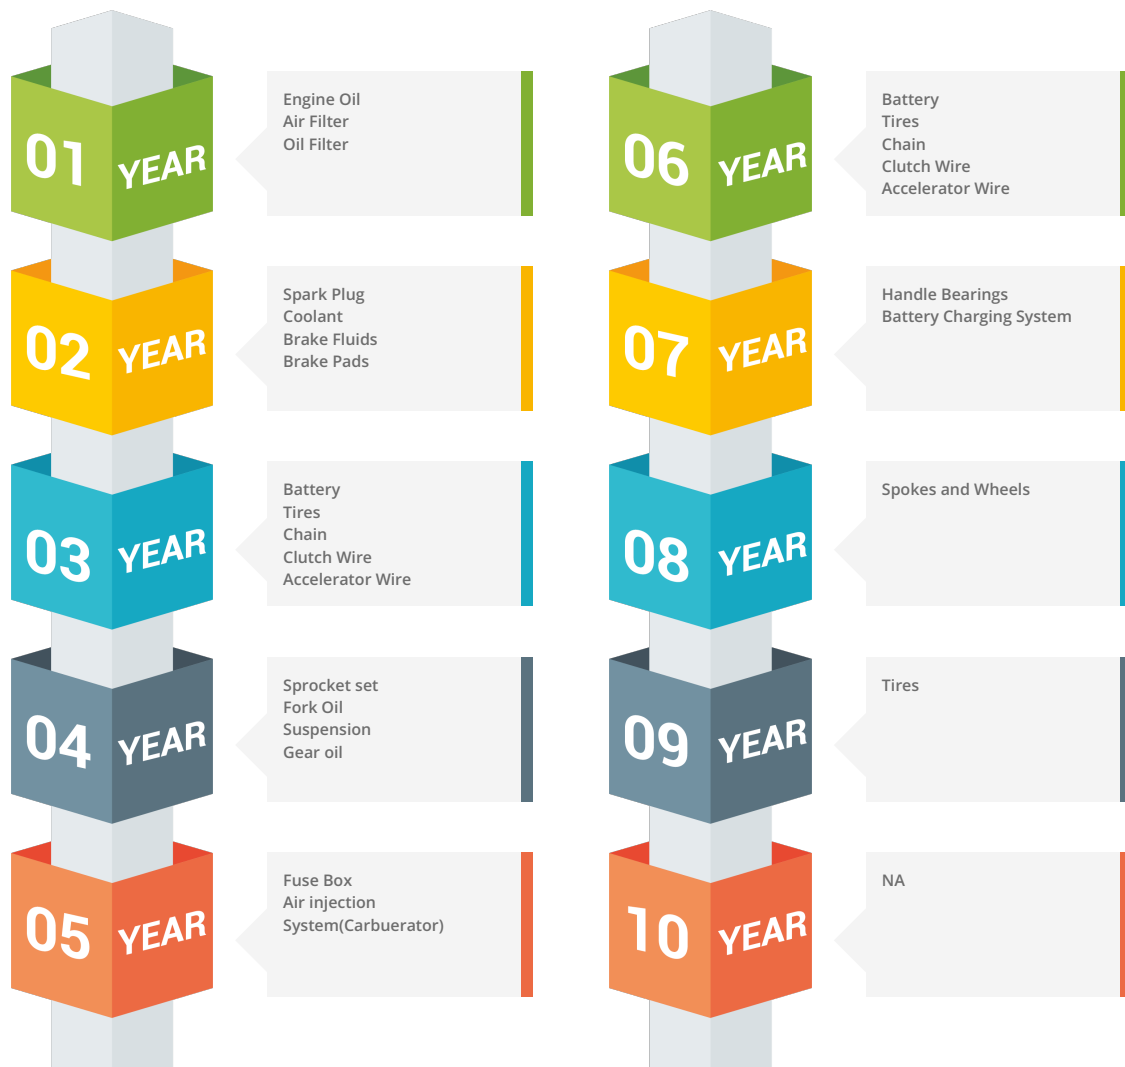 01 YEAR
Engine Oil
Air Filter
Oil Filter
02 YEAR
Spark Plug
Coolant
Brake Fluids
Brake Pads
03 YEAR
Battery
Tires
Chain
Clutch Wire
Accelerator Wire
04 YEAR
Sprocket set
Fork Oil
Suspension
Gear oil
05 YEAR
Fuse Box
Air injection
System(Carbuerator)
06 YEAR
Battery
Tires
Chain
Clutch Wire
Accelerator Wire
07 YEAR
Handle Bearings
Battery Charging System
08 YEAR
Spokes and Wheels
09 YEAR
Tires
10 YEAR
NA